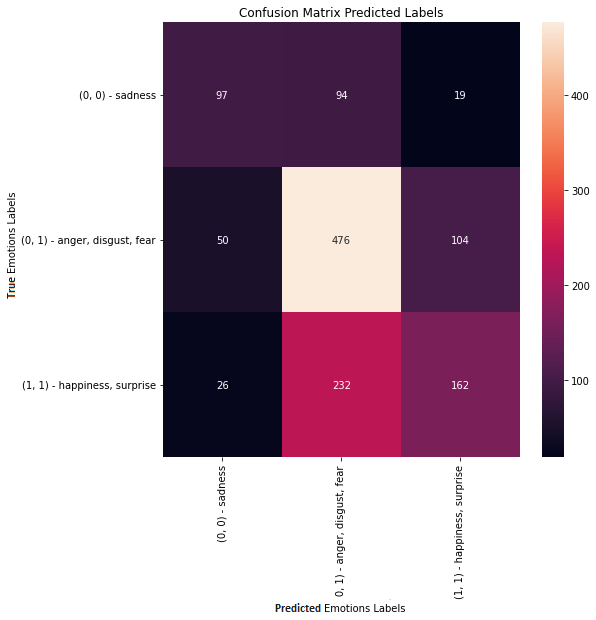 Confusion Matrix Predicted Labels
True Emotions Labels
(0, 0) - sadness
97 94 19
(0, 1) - anger, disgust, fear
50 476 104
(1, 1) - happiness, surprise
26 232 162
400
300
200
100
(0, 0) - sadness
0, 1) - anger, disgust, fear
(1, 1) - happiness, surprise
Predicted Emotions Labels